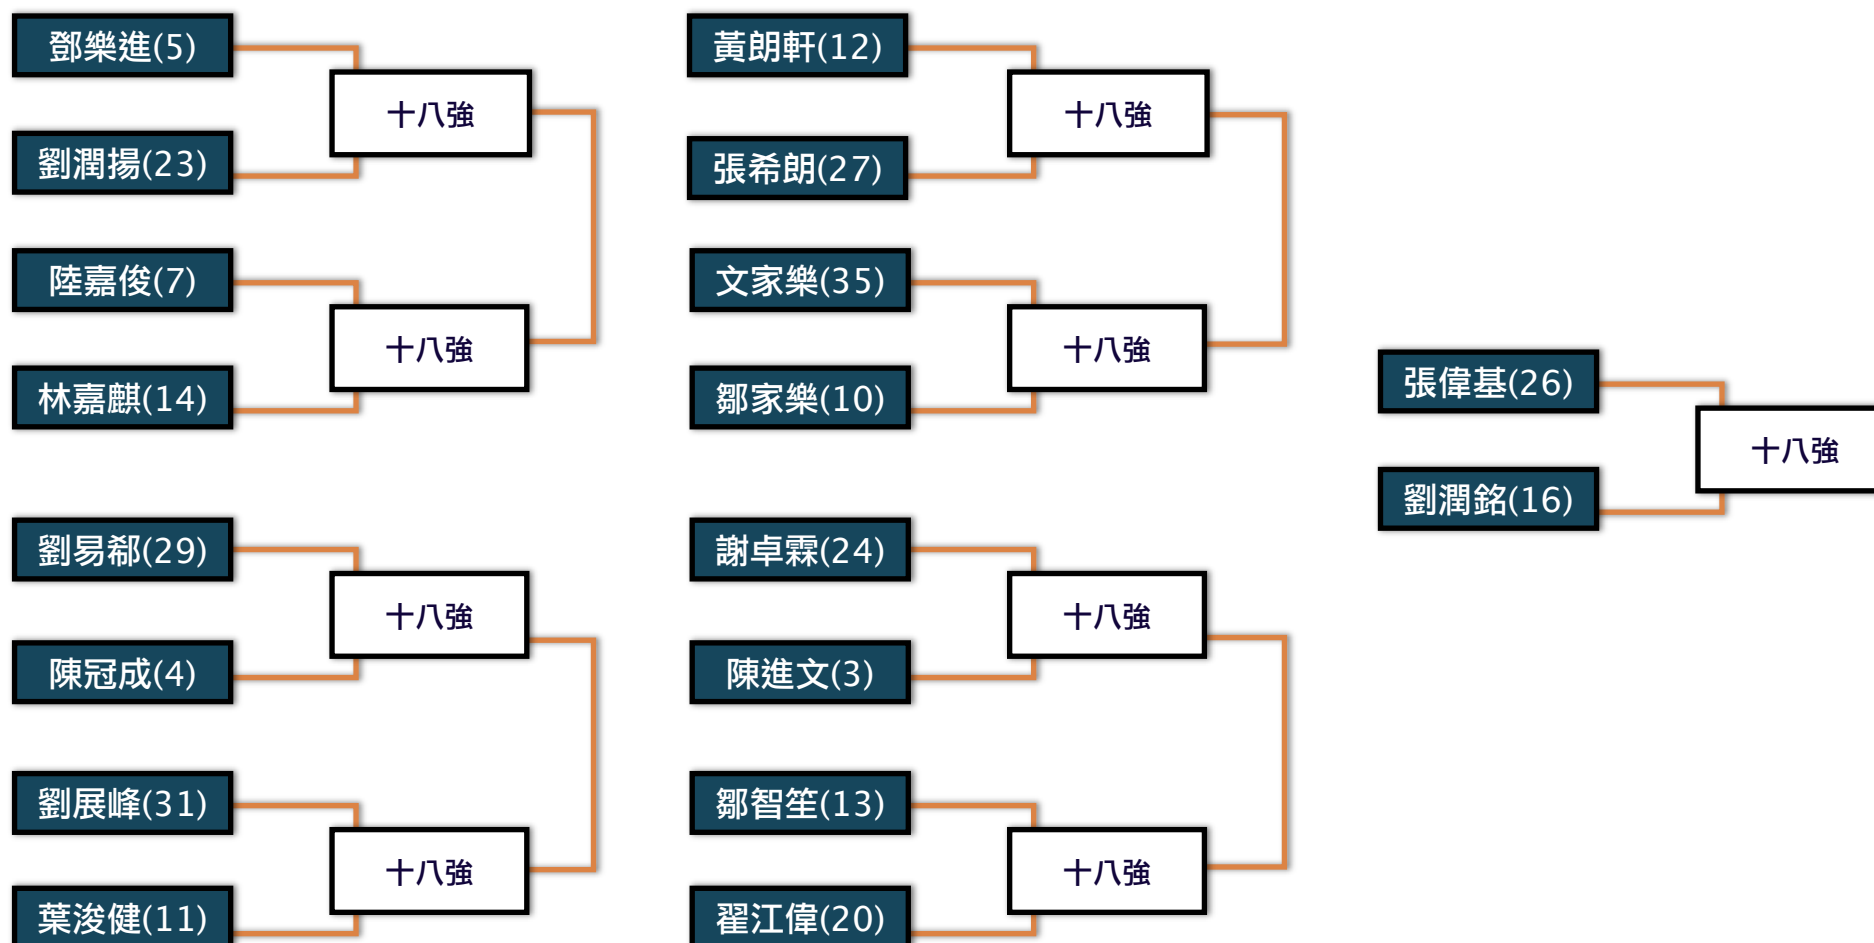 鄧樂進(5)
十八強
劉潤揚(23)
陸嘉俊(7)
十八強
林嘉麒(14)
劉易郗(29)
十八強
陳冠成(4)
劉展峰(31)
十八強
葉浚健(11)
黃朗軒(12)
十八強
張希朗(27)
文家樂(35)
十八強
鄒家樂(10)
謝卓霖(24)
十八強
陳進文(3)
鄒智笙(13)
十八強
翟江偉(20)
張偉基(26)
十八強
劉潤銘(16)